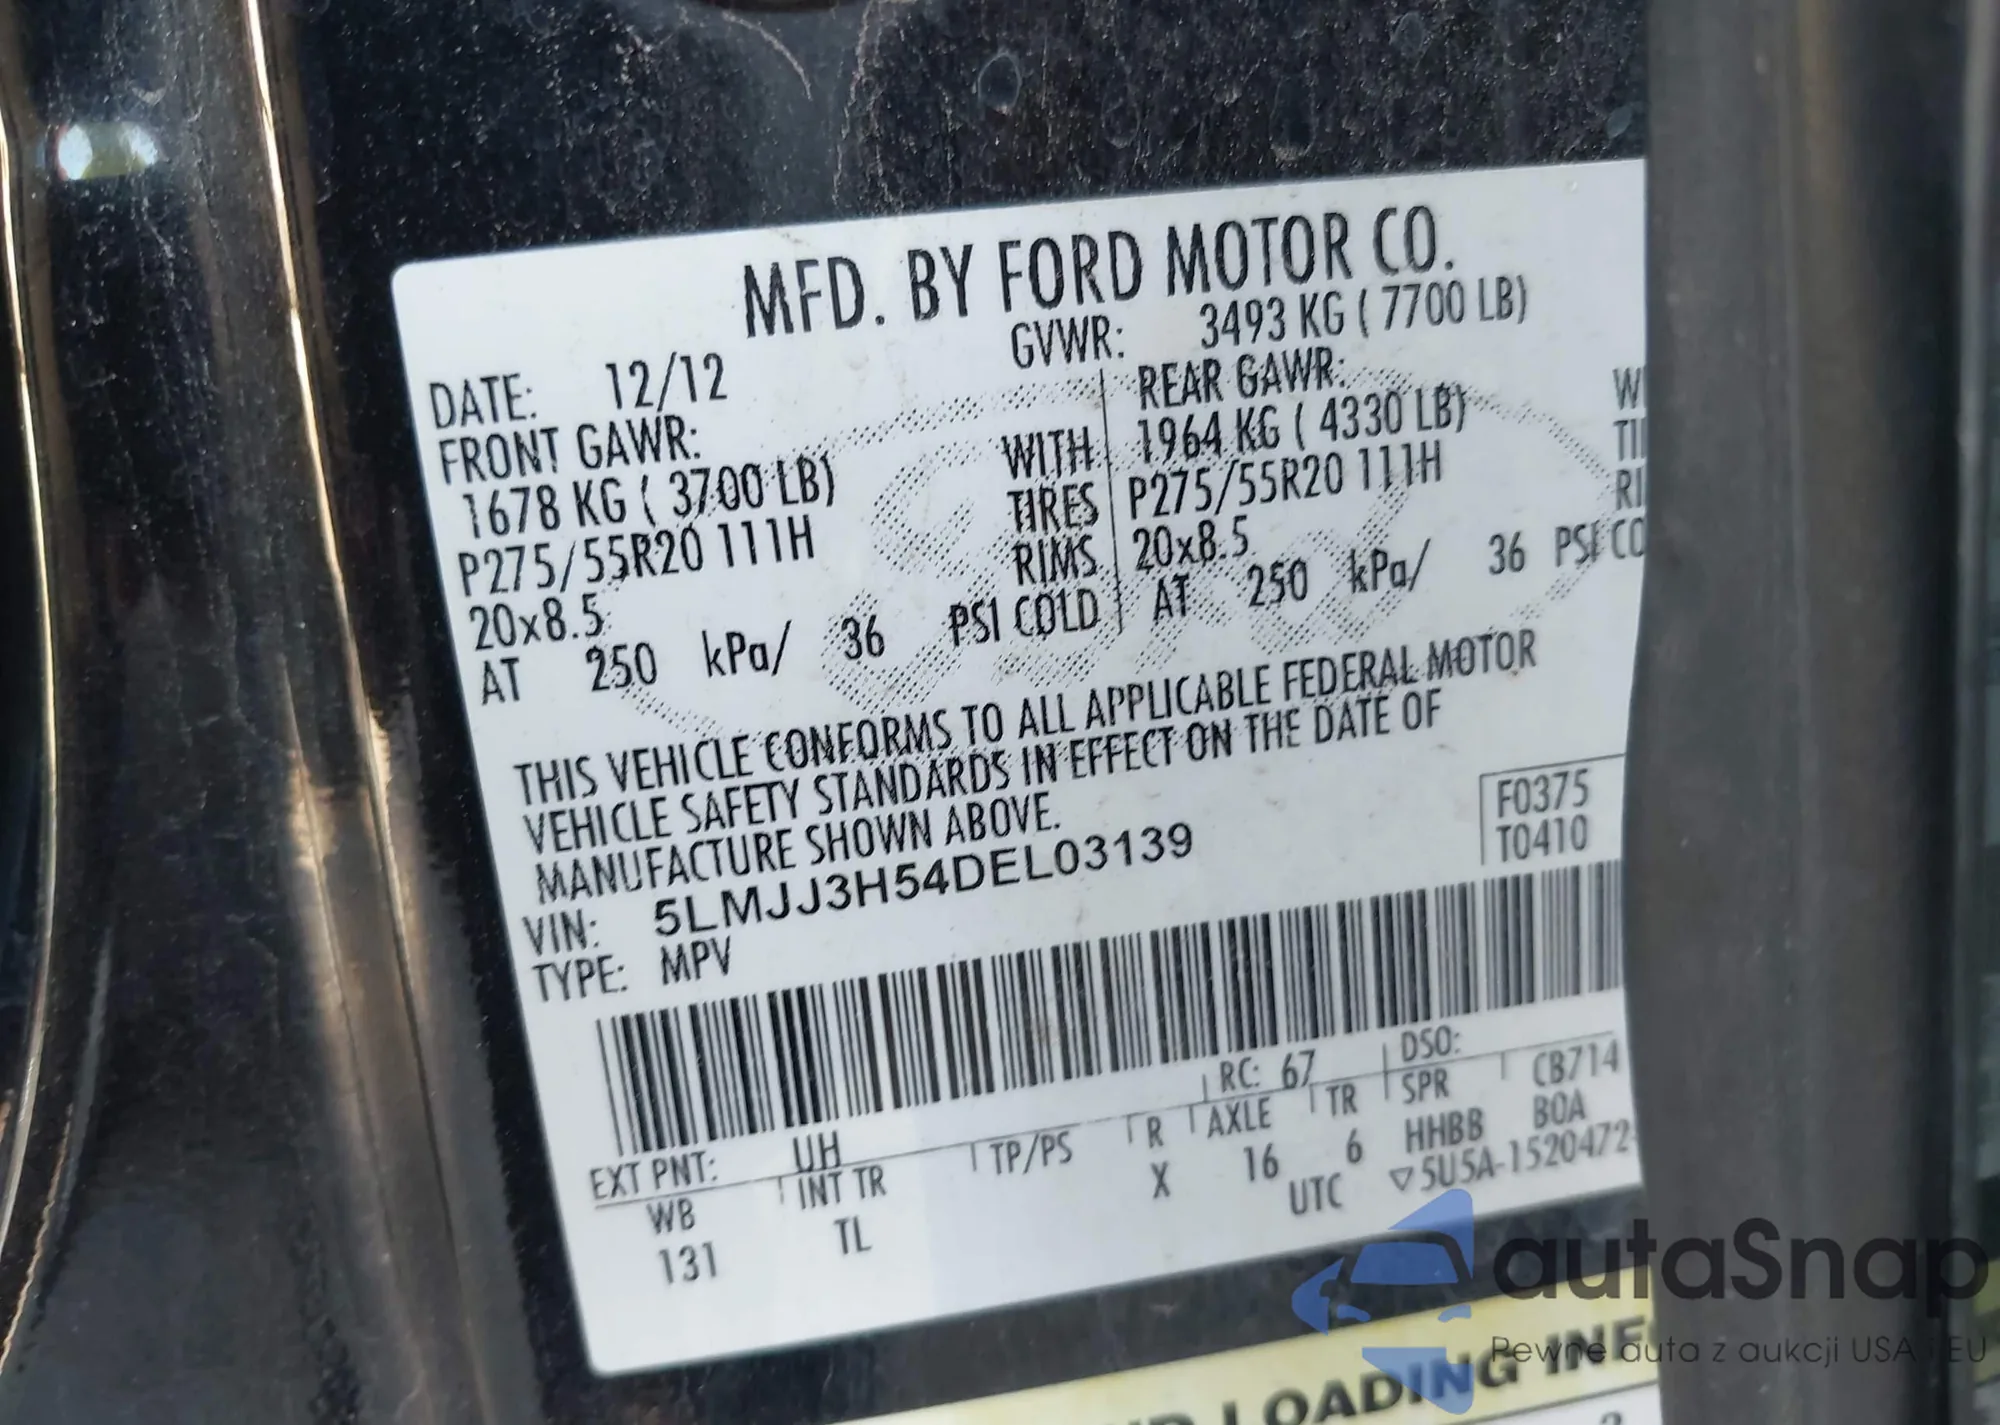 MFD. BY FORD MOTOR CO.
DATE: 12/12
GVWR: 3493 KG ( 7700 LB)
FRONT GAWR:
1678 KG ( 3700 LB)
P275/55R20 111H
20x8.5
AT 250 kPa/ 36 PSI COLD
WITH
TIRES
RIMS
REAR GAWR:
1964 KG ( 4330 LB)
P275/55R20 111H
20x8.5
AT 250 kPa/ 36 PSI CO
THIS VEHICLE CONFORMS TO ALL APPLICABLE FEDERAL MOTOR
VEHICLE SAFETY STANDARDS IN EFFECT ON THE DATE OF
MANUFACTURE SHOWN ABOVE.
VIN: 5LMJJ3H54DEL03139
TYPE: MPV
F0375
T0410
EXT PNT: UH RC: 67 DSO: CB714
WB INT TR TP/PS R AXLE TR SPR BOA
131 TL X 16 6 HHBB
UTC ▽5U5A-1520472-
autaSnap
Pewne auta z aukcji USA i EU
LOADING INF